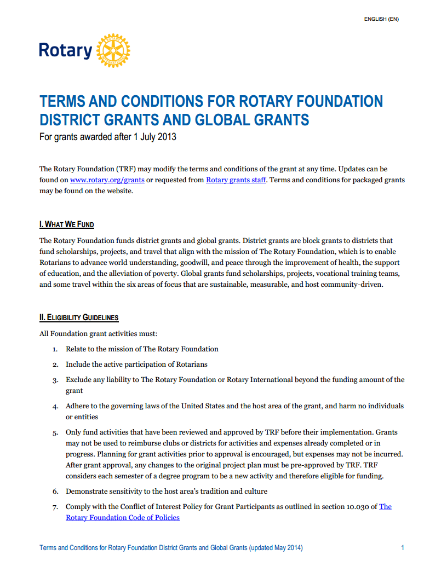 ENGLISH (EN)
Rotary
TERMS AND CONDITIONS FOR ROTARY FOUNDATION
DISTRICT GRANTS AND GLOBAL GRANTS
For grants awarded after 1 July 2013
The Rotary Foundation (TRF) may modify the terms and conditions of the grant at any time. Updates can be
found on www.rotary.org/grants or requested from Rotary grants staff. Terms and conditions for packaged grants
may be found on the website.
I. WHAT WE FUND
The Rotary Foundation funds district grants and global grants. District grants are block grants to districts that
fund scholarships, projects, and travel that align with the mission of The Rotary Foundation, which is to enable
Rotarians to advance world understanding, goodwill, and peace through the improvement of health, the support
of education, and the alleviation of poverty. Global grants fund scholarships, projects, vocational training teams,
and some travel within the six areas of focus that are sustainable, measurable, and host community-driven.
II. ELIGIBILITY GUIDELINES
All Foundation grant activities must:
1. Relate to the mission of The Rotary Foundation
2. Include the active participation of Rotarians
3. Exclude any liability to The Rotary Foundation or Rotary International beyond the funding amount of the
grant
4. Adhere to the governing laws of the United States and the host area of the grant, and harm no individuals
or entities
5. Only fund activities that have been reviewed and approved by TRF before their implementation. Grants
may not be used to reimburse clubs or districts for activities and expenses already completed or in
progress. Planning for grant activities prior to approval is encouraged, but expenses may not be incurred.
After grant approval, any changes to the original project plan must be pre-approved by TRF. TRF
considers each semester of a degree program to be a new activity and therefore eligible for funding.
6. Demonstrate sensitivity to the host area's tradition and culture
7. Comply with the Conflict of Interest Policy for Grant Participants as outlined in section 10.030 of The
Rotary Foundation Code of Policies
Terms and Conditions for Rotary Foundation District Grants and Global Grants (updated May 2014) 1